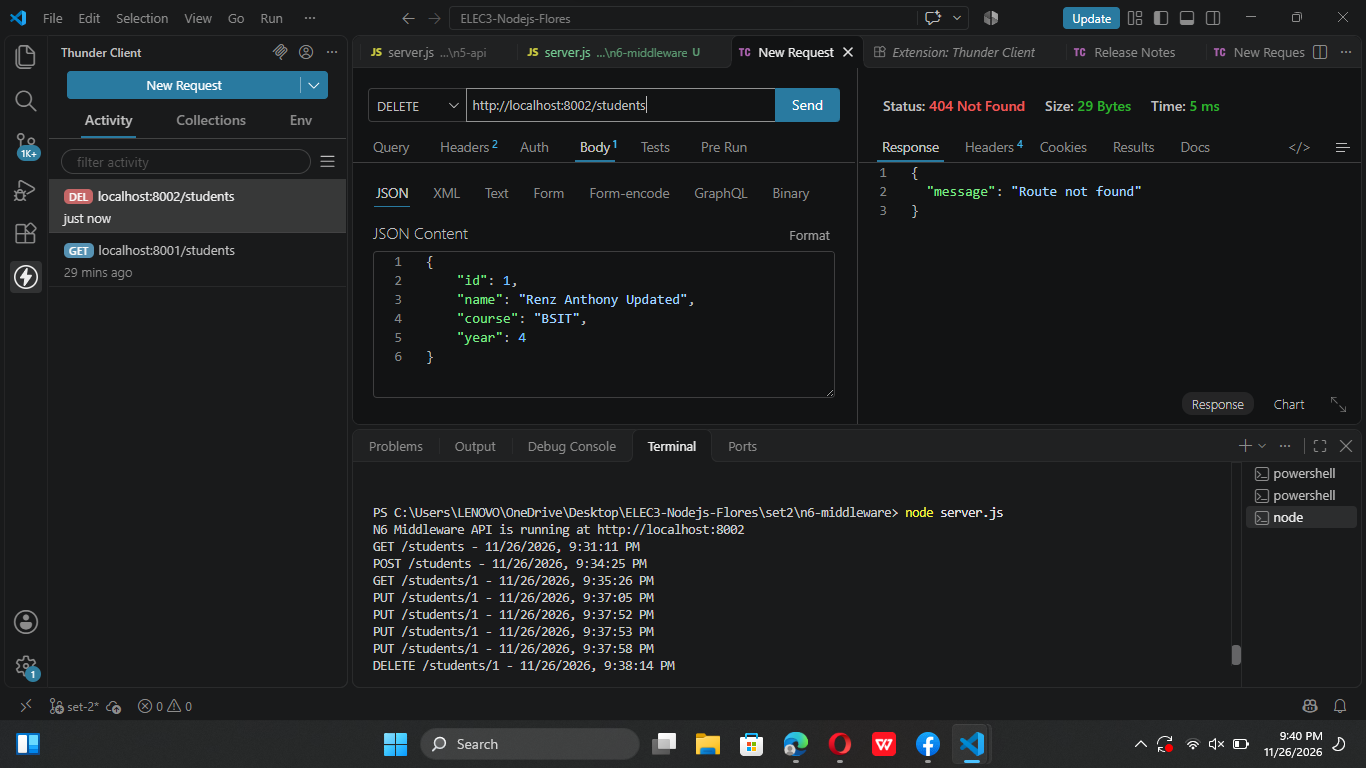 File Edit Selection View Go Run ···
ELEC3-Nodejs-Flores
Update
Thunder Client
New Request
Activity Collections Env
filter activity
DEL localhost:8002/students
just now
GET localhost:8001/students
29 mins ago
1K+
1
JS server.js ...\n5-api
JS server.js ...\n6-middleware U
TC New Request
Extension: Thunder Client
TC Release Notes
TC New Reques
DELETE http://localhost:8002/students Send
Query Headers 2 Auth Body 1 Tests Pre Run
JSON XML Text Form Form-encode GraphQL Binary
JSON Content Format
1 {
2 "id": 1,
3 "name": "Renz Anthony Updated",
4 "course": "BSIT",
5 "year": 4
6 }
Status: 404 Not Found Size: 29 Bytes Time: 5 ms
Response Headers 4 Cookies Results Docs </>
1 {
2 "message": "Route not found"
3 }
Response Chart
Problems Output Debug Console Terminal Ports
PS C:\Users\LENOVO\OneDrive\Desktop\ELEC3-Nodejs-Flores\set2\n6-middleware> node server.js
N6 Middleware API is running at http://localhost:8002
GET /students - 11/26/2026, 9:31:11 PM
POST /students - 11/26/2026, 9:34:25 PM
GET /students/1 - 11/26/2026, 9:35:26 PM
PUT /students/1 - 11/26/2026, 9:37:05 PM
PUT /students/1 - 11/26/2026, 9:37:52 PM
PUT /students/1 - 11/26/2026, 9:37:53 PM
PUT /students/1 - 11/26/2026, 9:37:58 PM
DELETE /students/1 - 11/26/2026, 9:38:14 PM
powershell
powershell
node
set-2* 0 0
Search
9:40 PM
11/26/2026